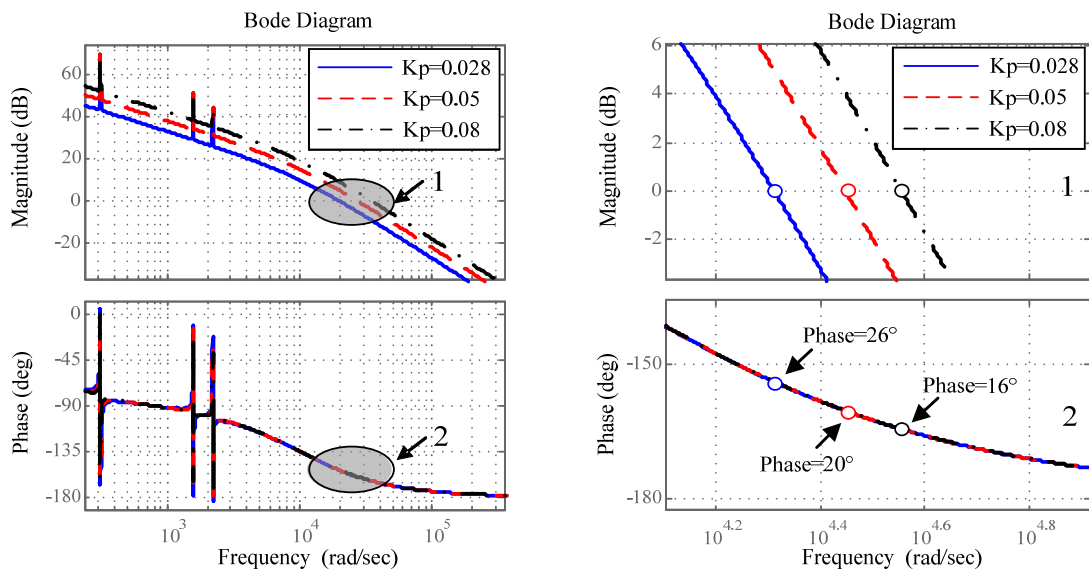 Bode Diagram
Magnitude (dB)
60
40
20
0
-20
Kp=0.028
Kp=0.05
Kp=0.08
1
Phase (deg)
0
-45
-90
-135
-180
2
10^3
10^4
10^5
Frequency (rad/sec)
Bode Diagram
Magnitude (dB)
6
4
2
0
-2
Kp=0.028
Kp=0.05
Kp=0.08
1
Phase (deg)
-150
-180
Phase=26°
Phase=16°
Phase=20°
2
10^4.2
10^4.4
10^4.6
10^4.8
Frequency (rad/sec)